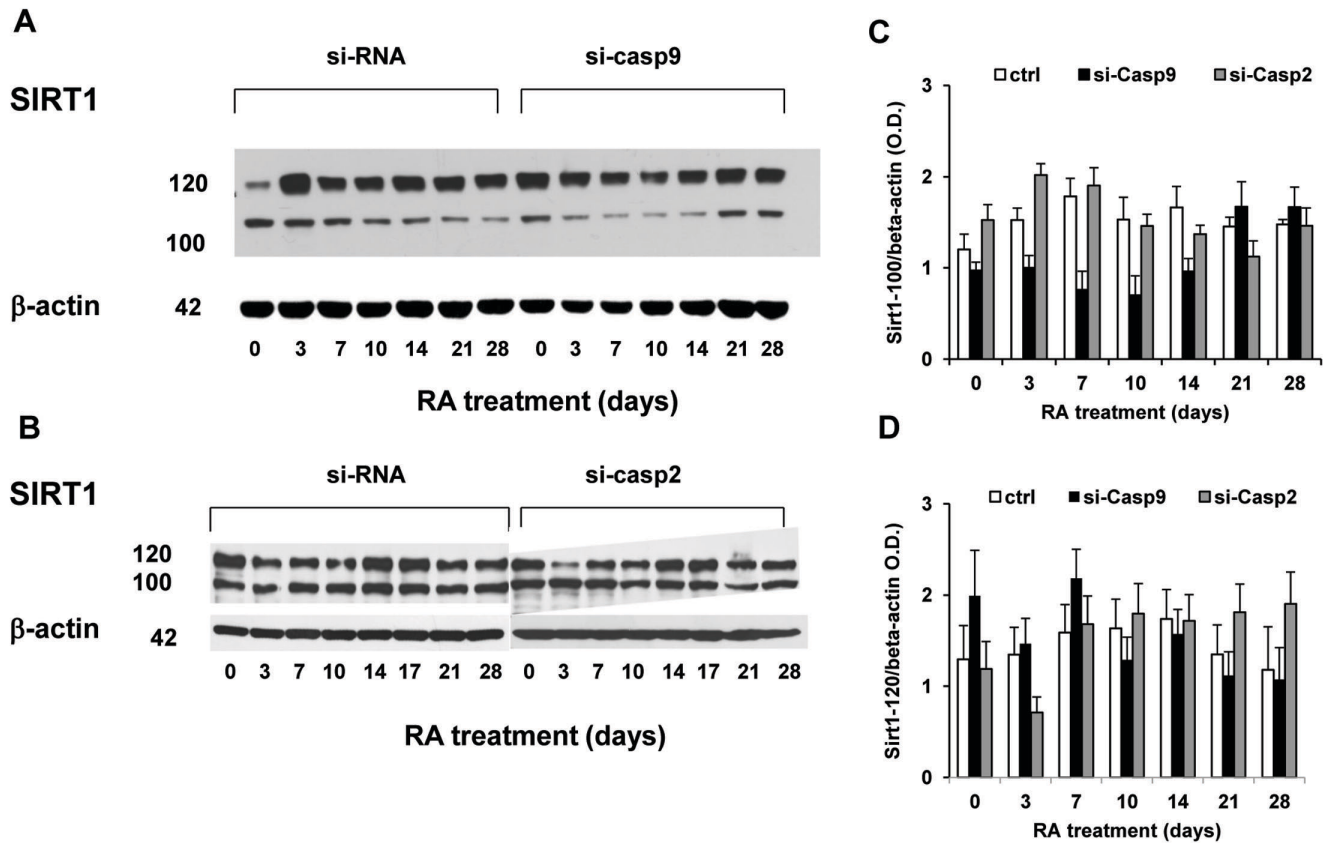 A
si-RNA si-casp9
SIRT1
120
100
β-actin 42
0 3 7 10 14 21 28 0 3 7 10 14 21 28
RA treatment (days)
B
si-RNA si-casp2
SIRT1
120
100
β-actin 42
0 3 7 10 14 17 21 28 0 3 7 10 14 17 21 28
RA treatment (days)
C
ctrl si-Casp9 si-Casp2
Sirt1-100/beta-actin (O.D.)
3
2
1
0
0 3 7 10 14 21 28
RA treatment (days)
D
ctrl si-Casp9 si-Casp2
Sirt1-120/beta-actin O.D.)
3
2
1
0
0 3 7 10 14 21 28
RA treatment (days)